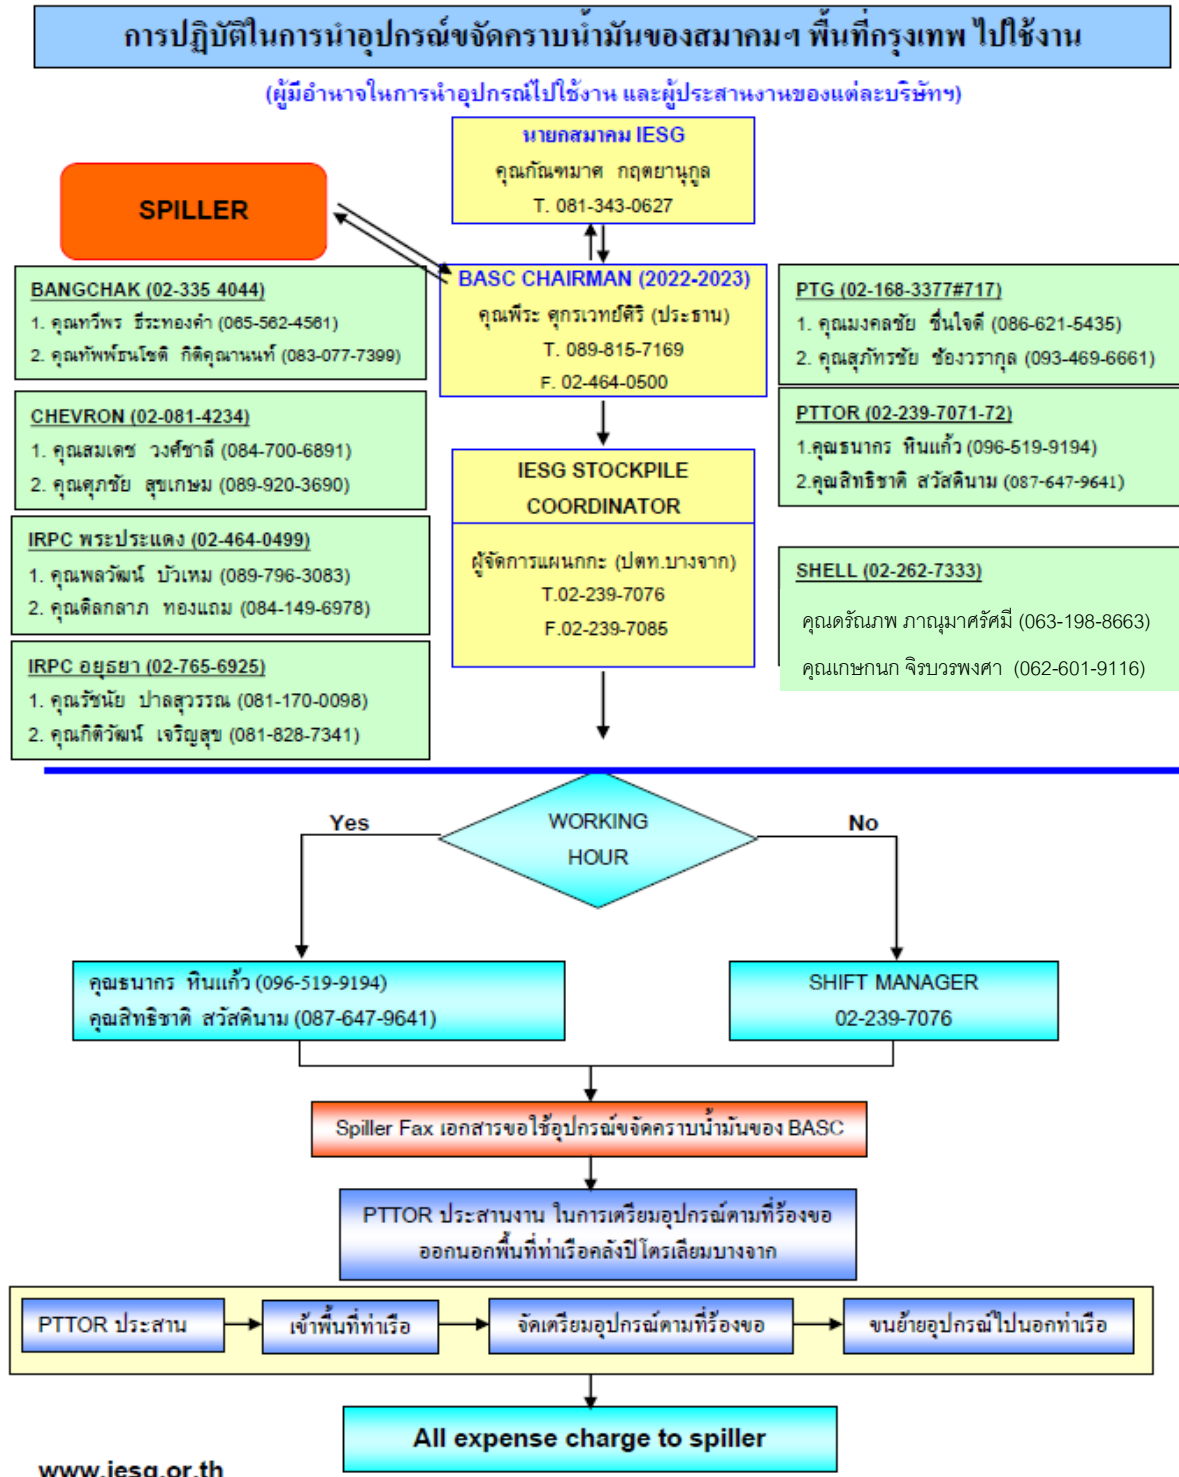 การปฏิบัติในการนำอุปกรณ์ขจัดคราบน้ำมันของสมาคมฯ พื้นที่กรุงเทพ ไปใช้งาน
(ผู้มีอำนาจในการนำอุปกรณ์ไปใช้งาน และผู้ประสานงานของแต่ละบริษัทฯ)
นายกสมาคม IESG
คุณกัณฑมาศ กฤตยานุกูล
T. 081-343-0627
SPILLER
BASC CHAIRMAN (2022-2023)
คุณพีระ ศุกรเวทย์ศิริ (ประธาน)
T. 089-815-7169
F. 02-464-0500
BANGCHAK (02-335 4044)
1. คุณทวีพร ธีระทองคำ (065-562-4561)
2. คุณทัพพ์ธนโชติ กิติคุณานนท์ (083-077-7399)
CHEVRON (02-081-4234)
1. คุณสมเดช วงศ์ชาลี (084-700-6891)
2. คุณศุภชัย สุขเกษม (089-920-3690)
IRPC พระประแดง (02-464-0499)
1. คุณพลวัฒน์ บัวเหม (089-796-3083)
2. คุณดิลกลาภ ทองแถม (084-149-6978)
IRPC อยุธยา (02-765-6925)
1. คุณรัชนัย ปาลสุวรรณ (081-170-0098)
2. คุณกิติวัฒน์ เจริญสุข (081-828-7341)
IESG STOCKPILE
COORDINATOR
ผู้จัดการแผนกกะ (ปตท.บางจาก)
T.02-239-7076
F.02-239-7085
PTG (02-168-3377#717)
1. คุณมงคลชัย ชื่นใจดี (086-621-5435)
2. คุณสุภัทรชัย ช้องวรากุล (093-469-6661)
PTTOR (02-239-7071-72)
1.คุณธนากร หินแก้ว (096-519-9194)
2.คุณสิทธิชาติ สวัสดินาม (087-647-9641)
SHELL (02-262-7333)
คุณดรัณภพ ภาณุมาศรัศมี (063-198-8663)
คุณเกษกนก จิรบวรพงศา (062-601-9116)
WORKING
HOUR
Yes
No
คุณธนากร หินแก้ว (096-519-9194)
คุณสิทธิชาติ สวัสดินาม (087-647-9641)
SHIFT MANAGER
02-239-7076
Spiller Fax เอกสารขอใช้อุปกรณ์ขจัดคราบน้ำมันของ BASC
PTTOR ประสานงาน ในการเตรียมอุปกรณ์ตามที่ร้องขอ
ออกนอกพื้นที่ท่าเรือคลังปิโตรเลียมบางจาก
PTTOR ประสาน
เข้าพื้นที่ท่าเรือ
จัดเตรียมอุปกรณ์ตามที่ร้องขอ
ขนย้ายอุปกรณ์ไปนอกท่าเรือ
All expense charge to spiller
www.iesg.or.th